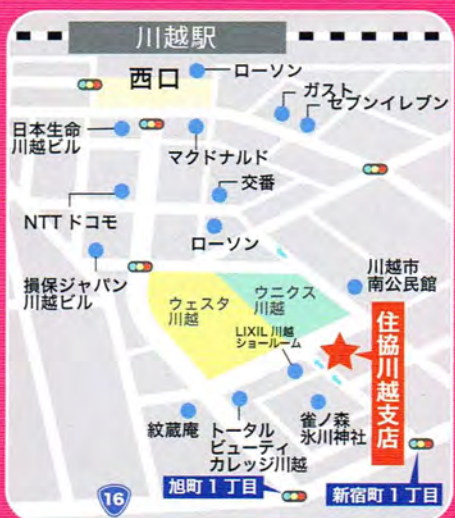 川越駅
西口
ローソン
ガスト
セブンイレブン
日本生命
川越ビル
マクドナルド
交番
NTTドコモ
ローソン
損保ジャパン
川越ビル
川越市
南公民館
ウェスタ
川越
ウニクス
川越
LIXIL 川越
ショールーム
住協川越支店
紋蔵庵
トータル
ビューティ
カレッジ川越
雀ノ森
氷川神社
旭町1丁目
新宿町1丁目
16